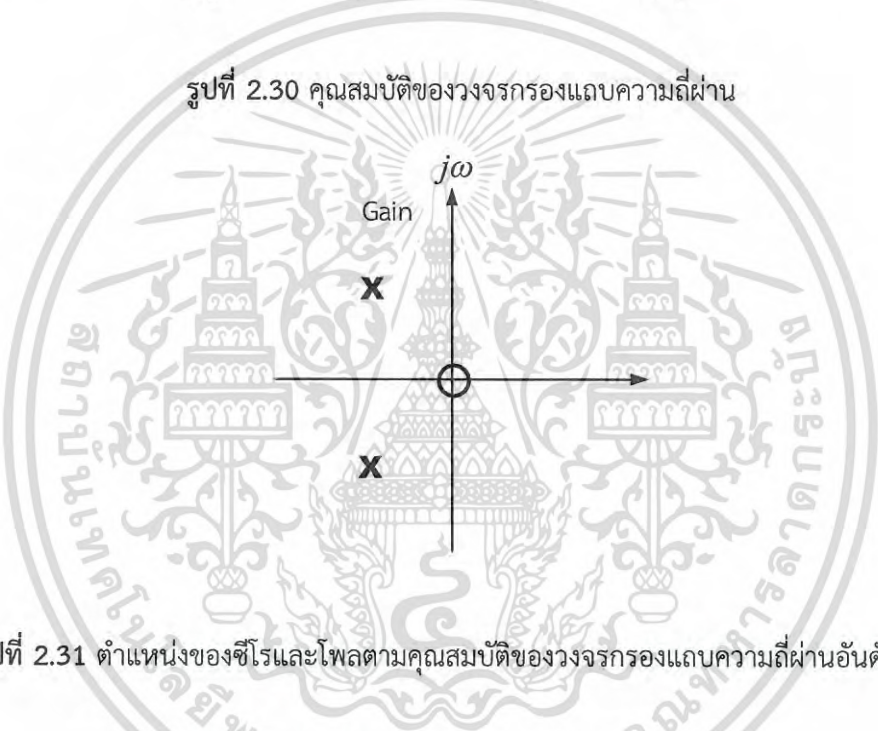 รูปที่ 2.30 คุณสมบัติของวงจรกรองแถบความถี่ผ่าน
jω
Gain
X
X
ที่ 2.31 ตำแหน่งของซีโรและโพลตามคุณสมบัติของวงจรกรองแถบความถี่ผ่าน